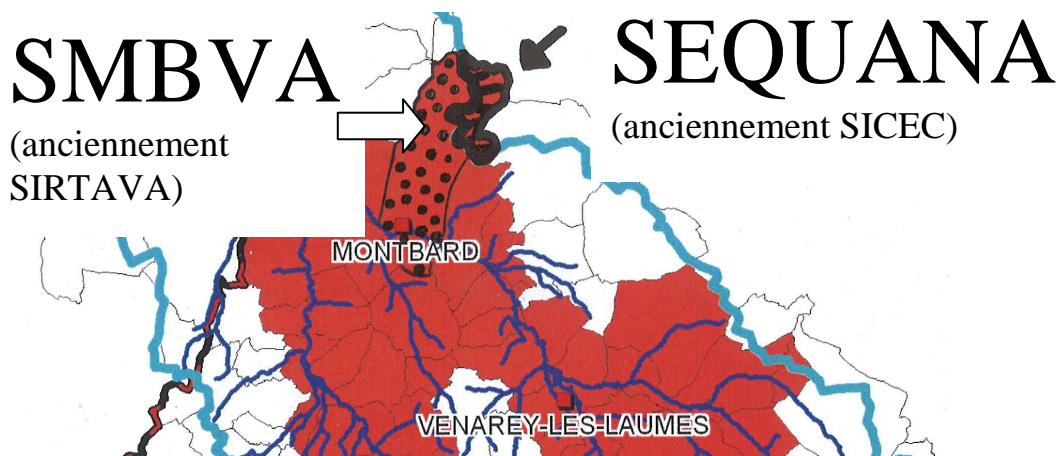 SMBVA
(anciennement
SIRTAVA)
SEQUANA
(anciennement SICEC)
MONTBARD
VENAREY-LES-LAUMES